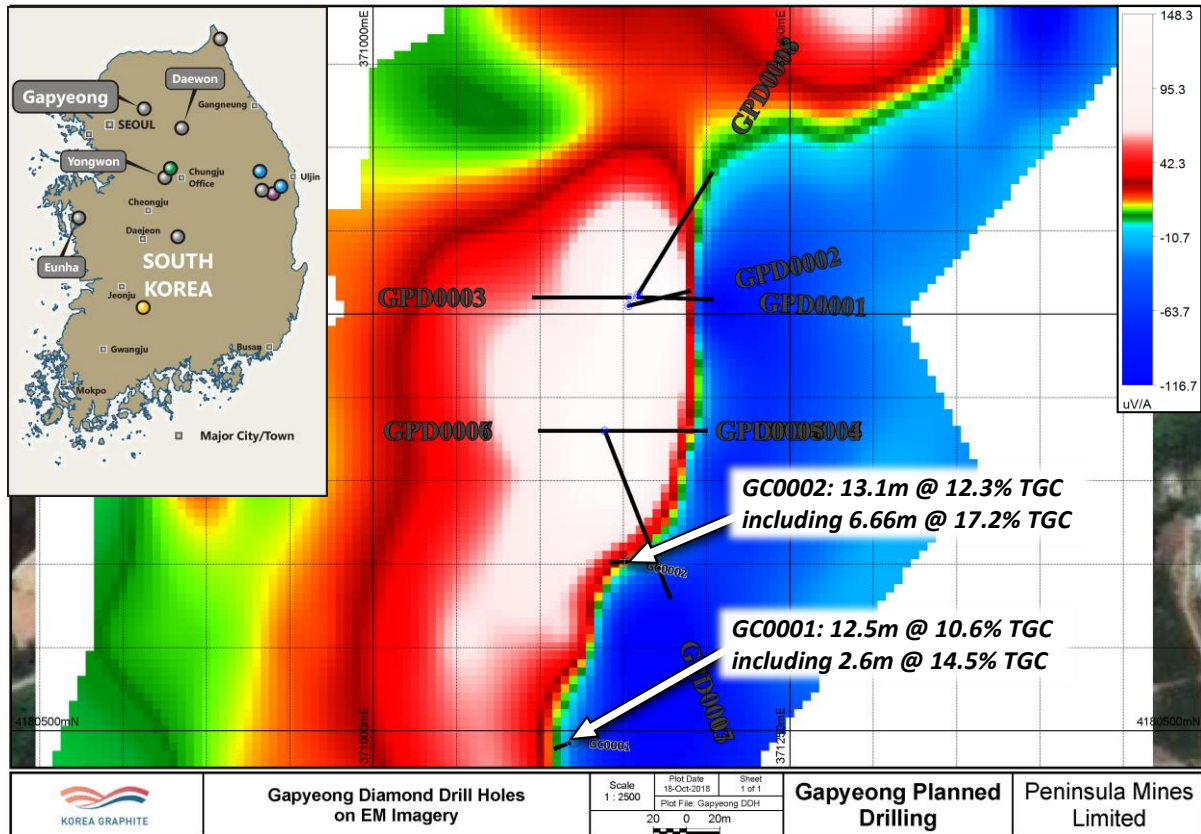 Gapyeong
Daewon
Gangneung
SEOUL
Yongwon
Chungju
Office
Uljin
Cheongju
Daejeon
Eunha
SOUTH
KOREA
Jeonju
Gwangju
Busan
Mokpo
Major City/Town
371000mE
148.3
95.3
42.3
-10.7
-63.7
-116.7
uV/A
GPD0002
GPD0003
GPD0001
GC0002: 13.1m @ 12.3% TGC
including 6.66m @ 17.2% TGC
GC0002
GC0001: 12.5m @ 10.6% TGC
including 2.6m @ 14.5% TGC
GC0001
4180500mN
4180500mN
371000mE
371250mE
KOREA GRAPHITE
Gapyeong Diamond Drill Holes
on EM Imagery
Scale
1 : 2500
Plot Date
18-Oct-2018
Sheet
1 of 1
Plot File: Gapyeong DDH
20 0 20m
Gapyeong Planned
Drilling
Peninsula Mines
Limited